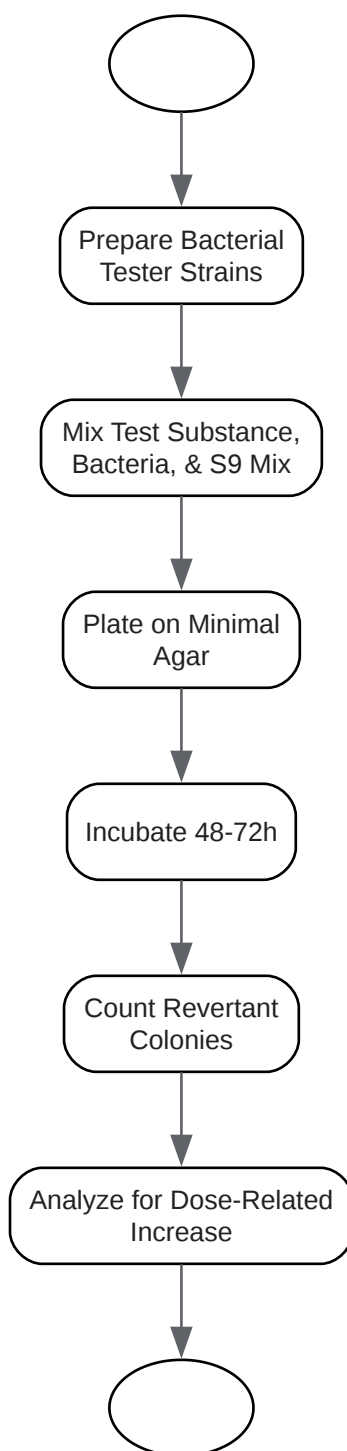 Prepare Bacterial
Tester Strains
Mix Test Substance,
Bacteria, & S9 Mix
Plate on Minimal
Agar
Incubate 48-72h
Count Revertant
Colonies
Analyze for Dose-Related
Increase